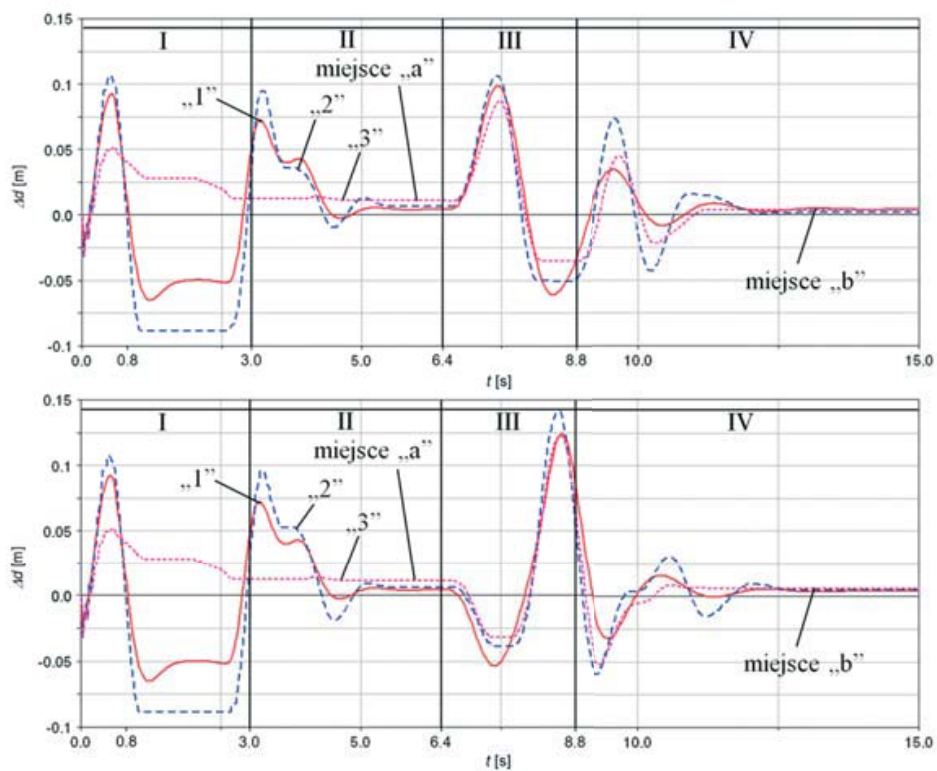 0.15
I II III IV
0.1
miejsce „a”
„1”
„2”
„3”
0.05
Δd [m]
0.0
miejsce „b”
-0.05
-0.1
0.0 0.8 3.0 5.0 6.4 8.8 10.0 15.0
t [s]
0.15
I II III IV
miejsce „a”
0.1
„1”
„2”
„3”
0.05
Δd [m]
0.0
miejsce „b”
-0.05
-0.1
0.0 0.8 3.0 5.0 6.4 8.8 10.0 15.0
t [s]